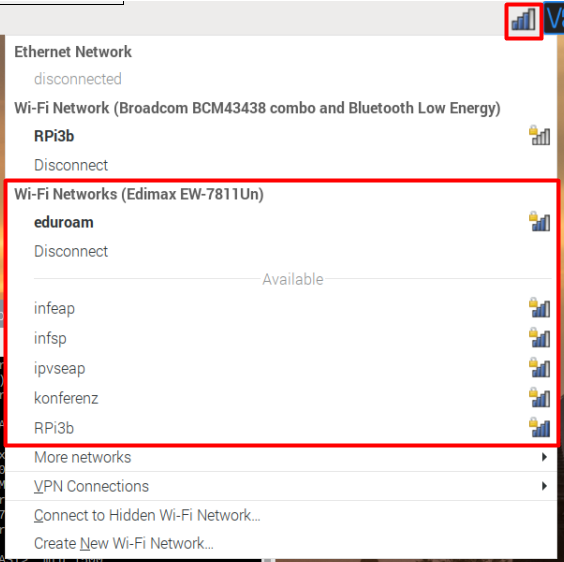 Ethernet Network
disconnected
Wi-Fi Network (Broadcom BCM43438 combo and Bluetooth Low Energy)
RPi3b
Disconnect
Wi-Fi Networks (Edimax EW-7811Un)
eduroam
Disconnect
Available
infeap
infsp
ipvseap
konferenz
RPi3b
More networks
VPN Connections
Connect to Hidden Wi-Fi Network...
Create New Wi-Fi Network...